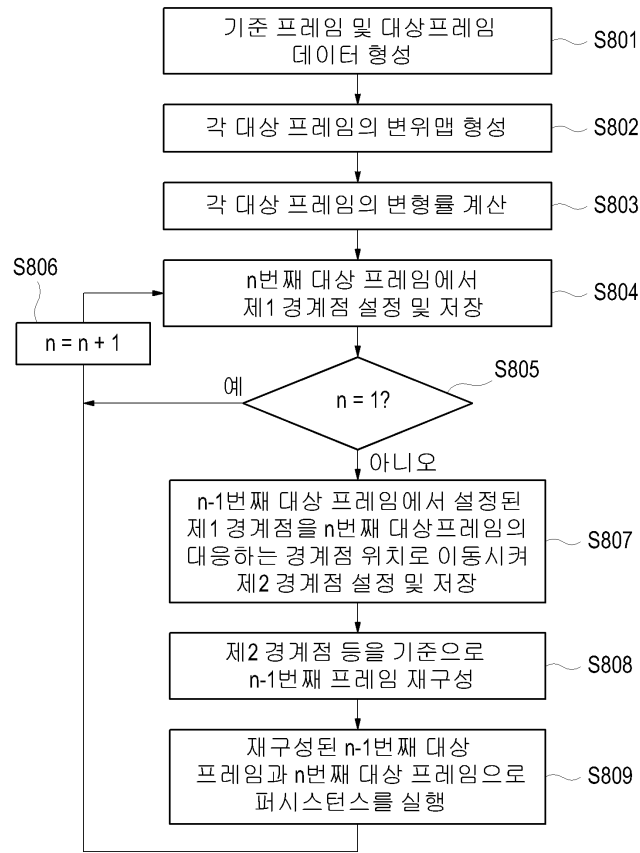 기준 프레임 및 대상프레임
데이터 형성
S801
각 대상 프레임의 변위맵 형성
S802
각 대상 프레임의 변형률 계산
S803
S806
n번째 대상 프레임에서
제1 경계점 설정 및 저장
S804
n = n + 1
예
n = 1?
S805
아니오
n-1번째 대상 프레임에서 설정된
제1 경계점을 n번째 대상프레임의
대응하는 경계점 위치로 이동시켜
제2 경계점 설정 및 저장
S807
제2 경계점 등을 기준으로
n-1번째 프레임 재구성
S808
재구성된 n-1번째 대상
프레임과 n번째 대상 프레임으로
퍼시스턴스를 실행
S809